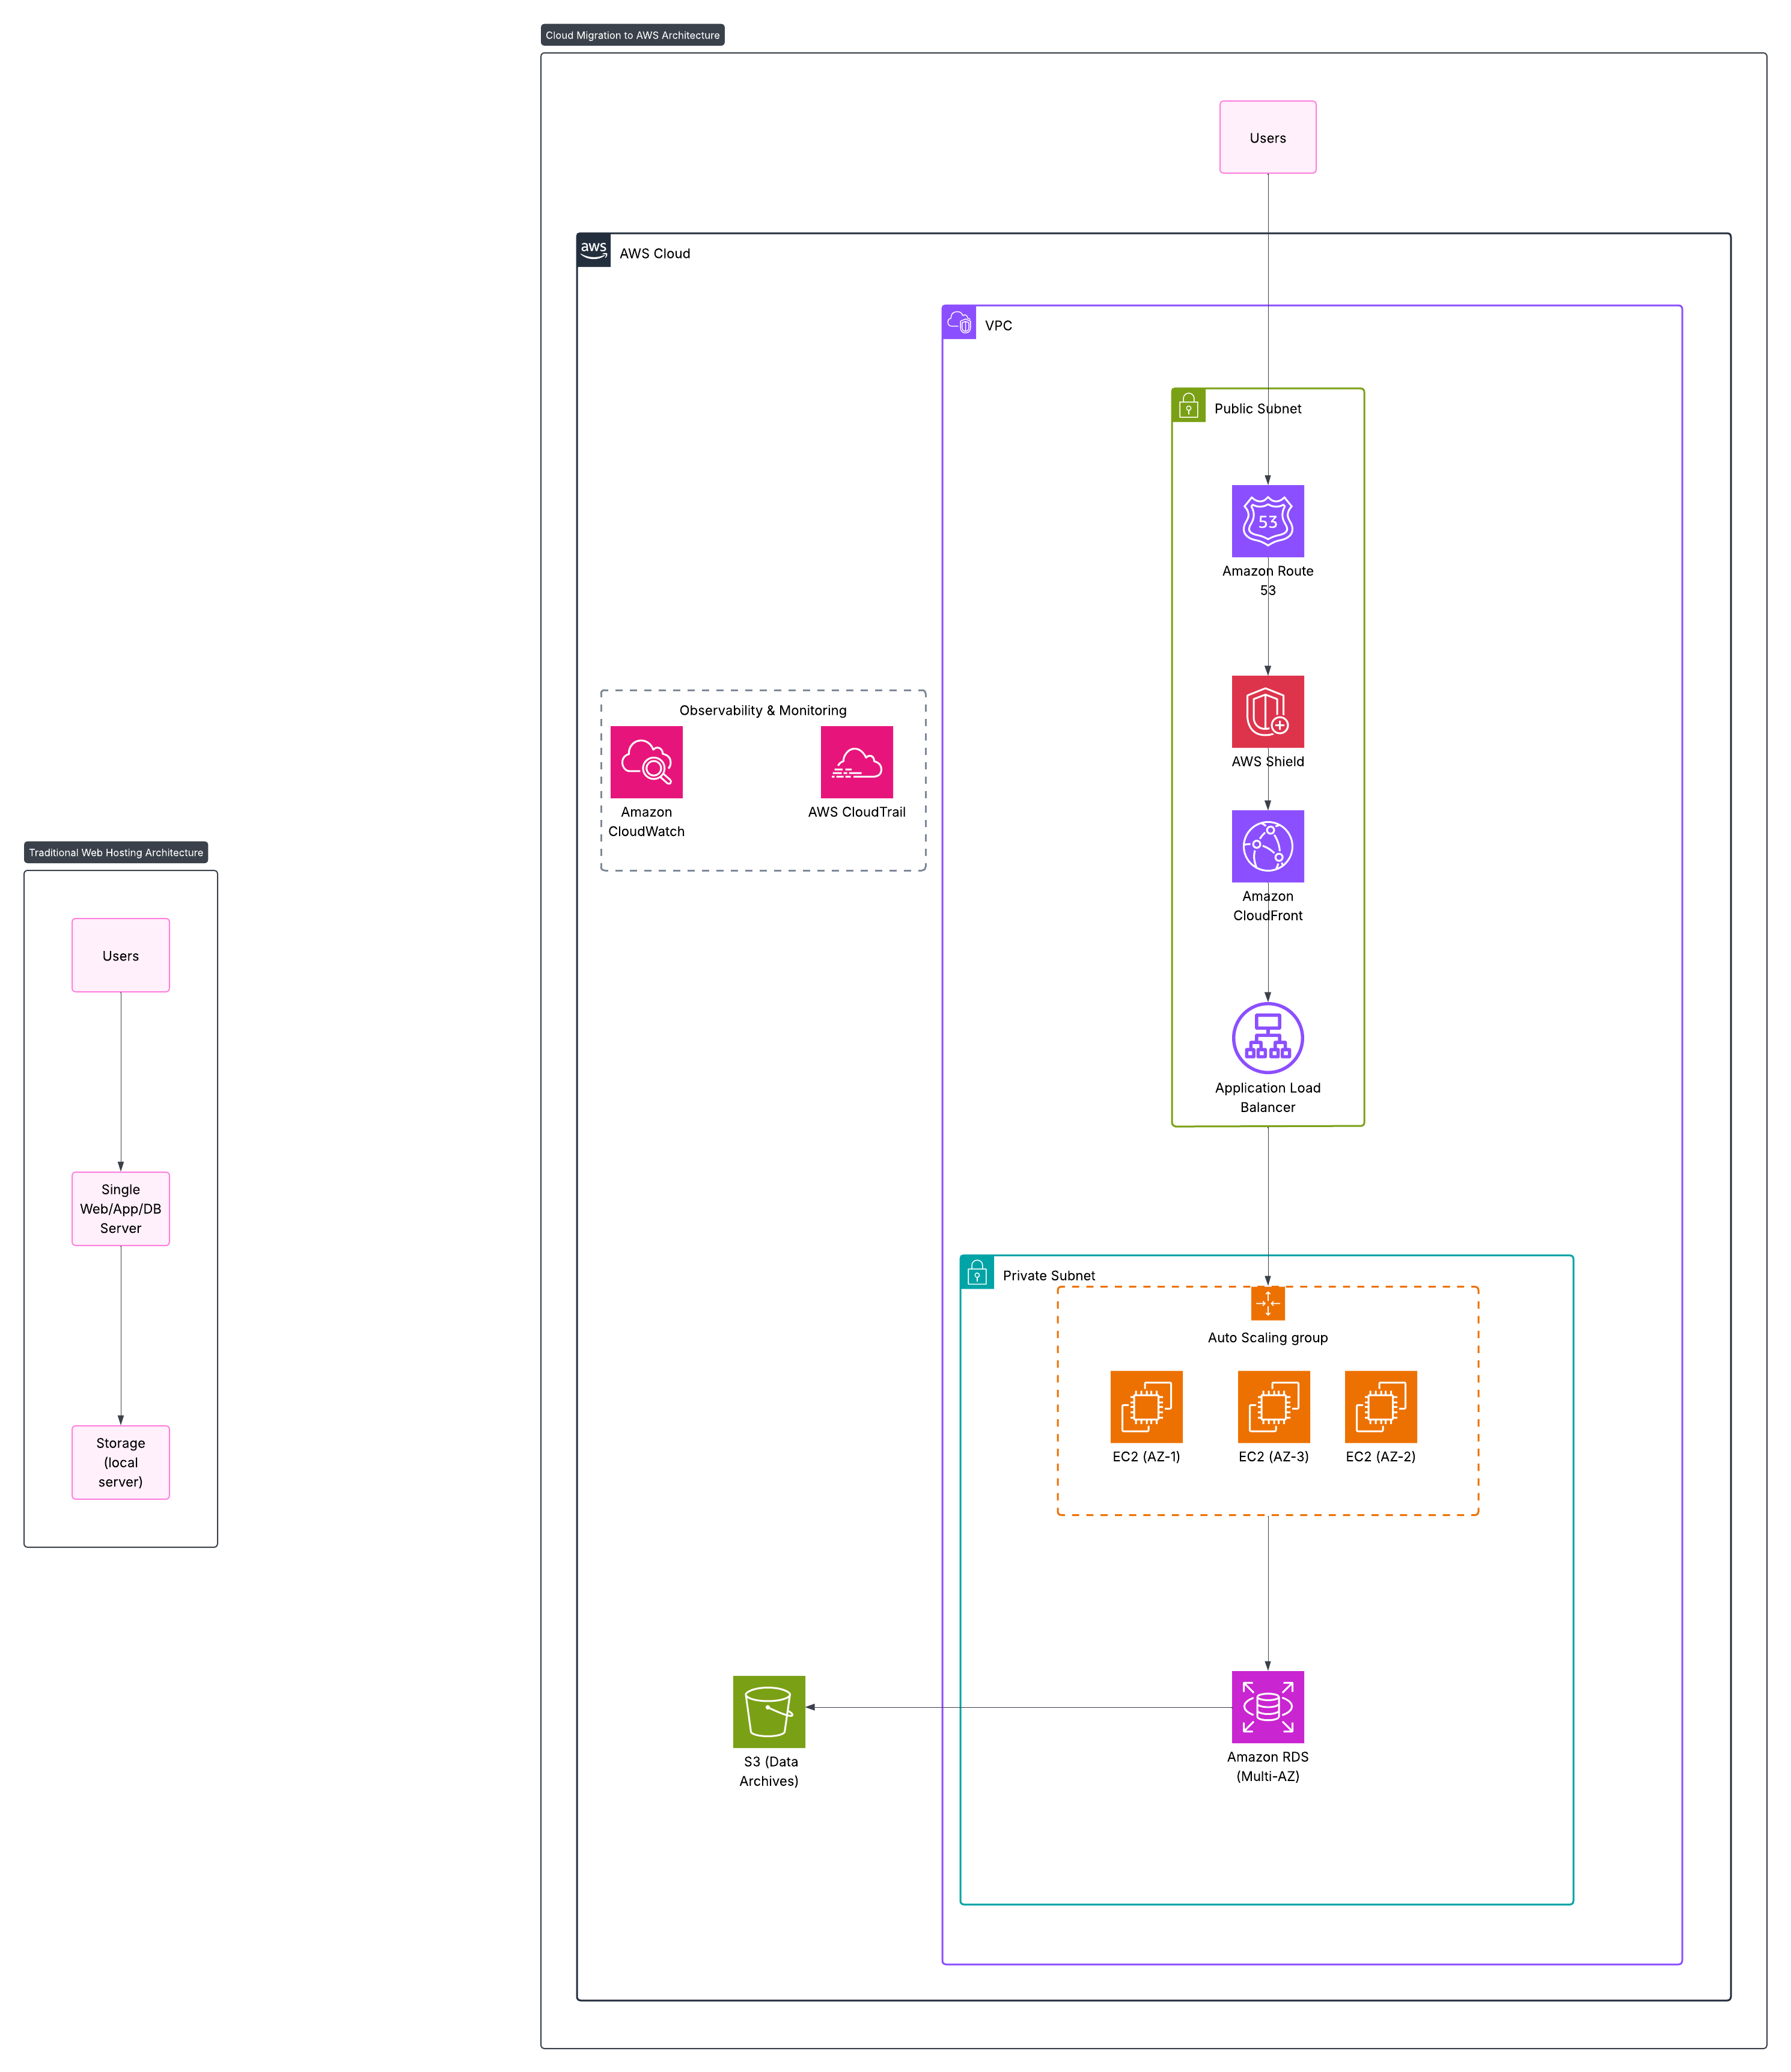 Cloud Migration to AWS Architecture
Users
aws
AWS Cloud
VPC
Public Subnet
53
Amazon Route
53
AWS Shield
Amazon
CloudFront
Application Load
Balancer
Observability & Monitoring
Amazon
CloudWatch
AWS CloudTrail
Private Subnet
Auto Scaling group
EC2 (AZ-1)
EC2 (AZ-3)
EC2 (AZ-2)
Amazon RDS
(Multi-AZ)
S3 (Data
Archives)
Traditional Web Hosting Architecture
Users
Single
Web/App/DB
Server
Storage
(local
server)